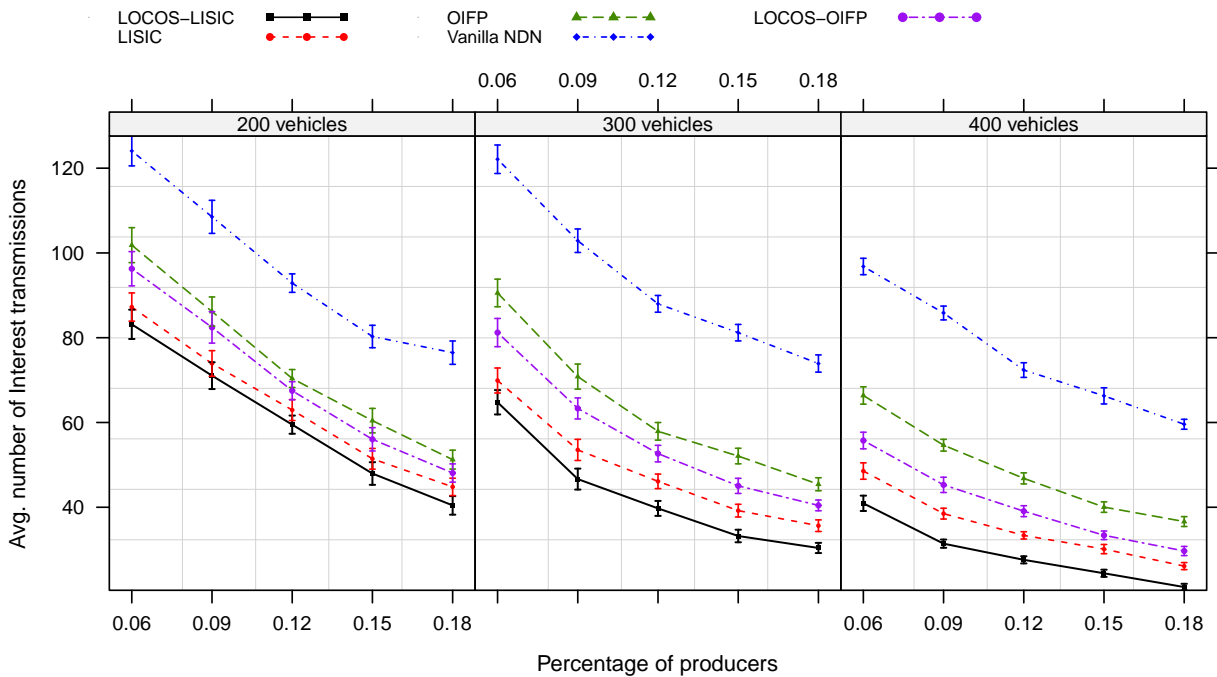 LOCOS–LISIC OIFP LOCOS–OIFP
LISIC Vanilla NDN
0.06 0.09 0.12 0.15 0.18
200 vehicles 300 vehicles 400 vehicles
120
100
80
60
40
Avg. number of Interest transmissions
0.06 0.09 0.12 0.15 0.18 0.06 0.09 0.12 0.15 0.18
Percentage of producers